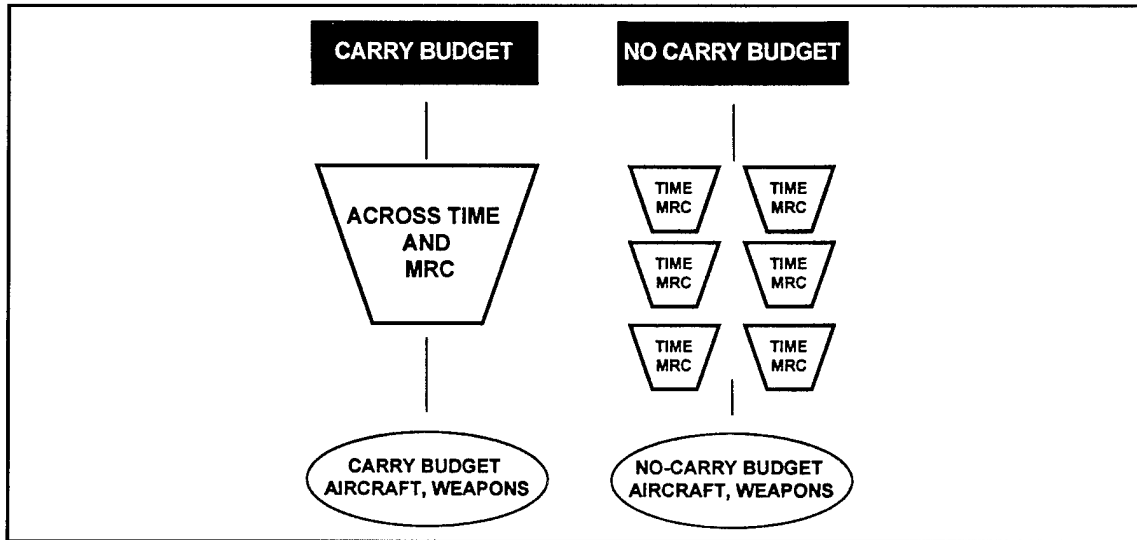 CARRY BUDGET
NO CARRY BUDGET
ACROSS TIME
AND
MRC
TIME
MRC
TIME
MRC
TIME
MRC
TIME
MRC
TIME
MRC
TIME
MRC
CARRY BUDGET
AIRCRAFT, WEAPONS
NO-CARRY BUDGET
AIRCRAFT, WEAPONS